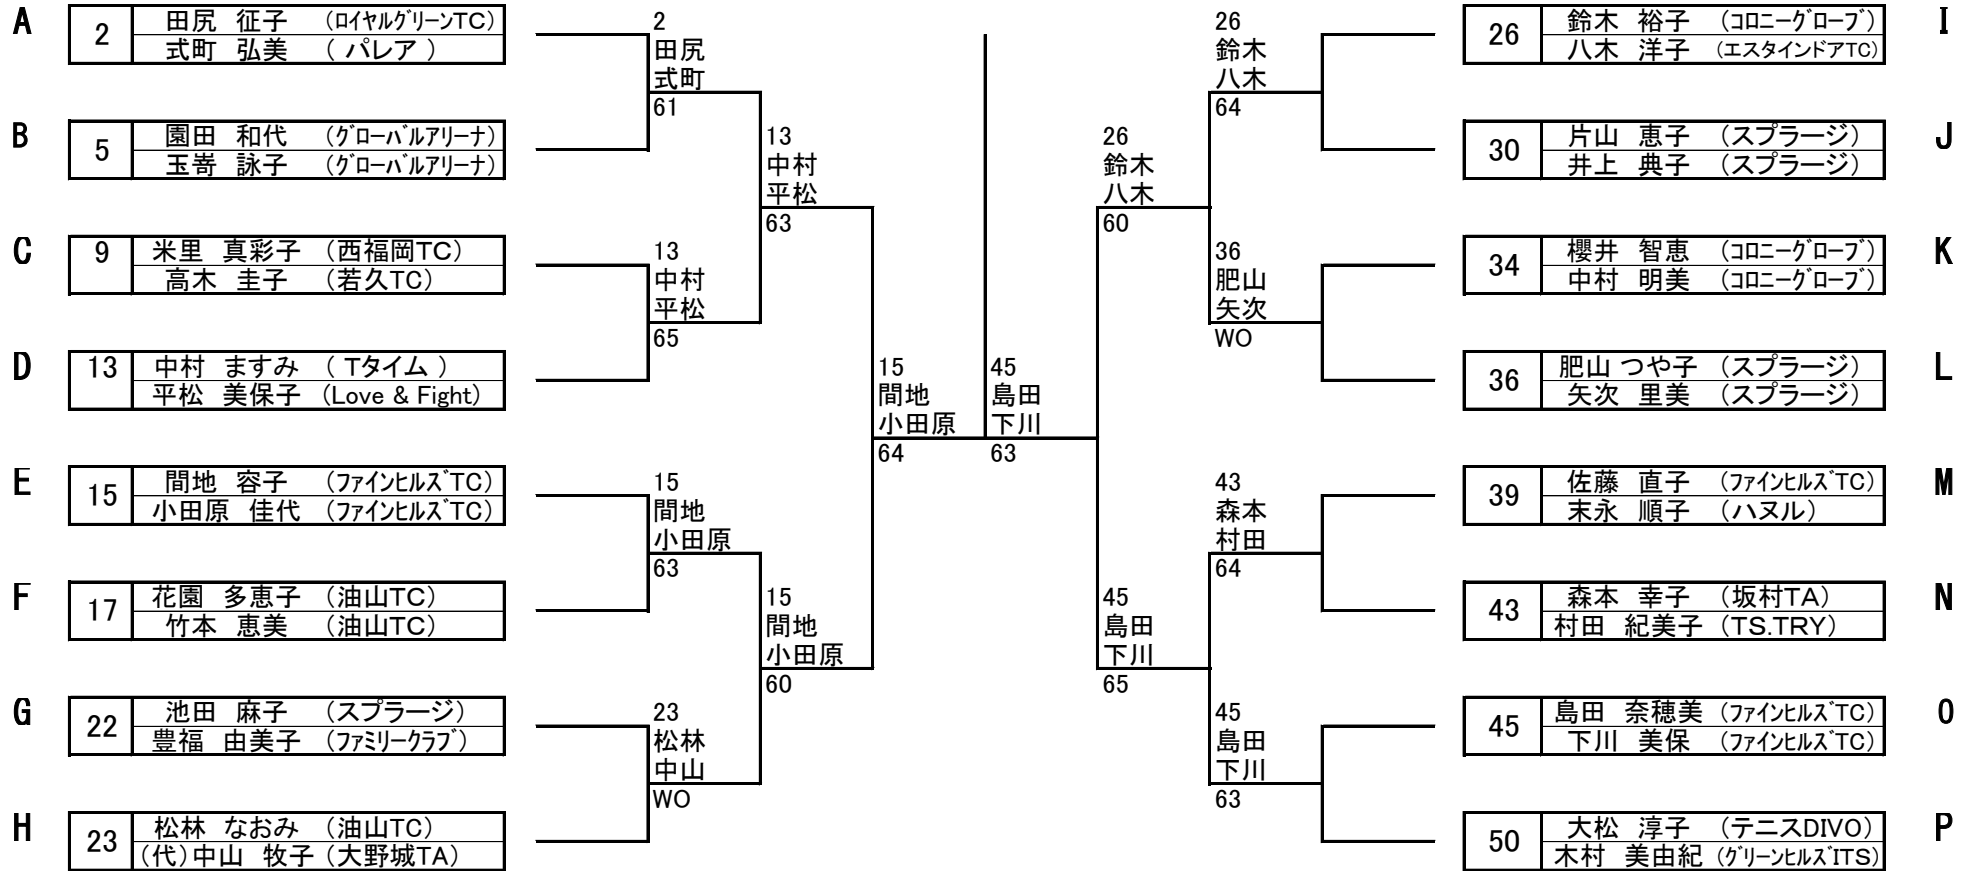 A
2
田尻 征子 （ロイヤルグリーンTC）
式町 弘美 （ パレア ）
B
5
園田 和代 （グローバルアリーナ）
玉嵜 詠子 （グローバルアリーナ）
C
9
米里 真彩子 （西福岡TC）
高木 圭子 （若久TC）
D
13
中村 ますみ （ Tタイム ）
平松 美保子 (Love & Fight)
E
15
間地 容子 （ファインヒルズTC）
小田原 佳代 （ファインヒルズTC）
F
17
花園 多恵子 （油山TC）
竹本 恵美 （油山TC）
G
22
池田 麻子 （スプラージ）
豊福 由美子 （ファミリークラブ）
H
23
松林 なおみ （油山TC）
（代）中山 牧子 （大野城TA）
2
田尻
式町
61
13
中村
平松
65
15
間地
小田原
63
23
松林
中山
WO
13
中村
平松
63
15
間地
小田原
60
15
間地
小田原
64
45
島田
下川
63
26
鈴木
八木
60
45
島田
下川
65
26
鈴木
八木
64
36
肥山
矢次
WO
43
森本
村田
64
45
島田
下川
63
26
鈴木 裕子 （コロニーグローブ）
八木 洋子 （エスタインドアTC）
I
30
片山 恵子 （スプラージ）
井上 典子 （スプラージ）
J
34
櫻井 智恵 （コロニーグローブ）
中村 明美 （コロニーグローブ）
K
36
肥山 つや子 （スプラージ）
矢次 里美 （スプラージ）
L
39
佐藤 直子 （ファインヒルズTC）
末永 順子 （ハヌル）
M
43
森本 幸子 （坂村TA）
村田 紀美子 （TS.TRY）
N
45
島田 奈穂美 （ファインヒルズTC）
下川 美保 （ファインヒルズTC）
O
50
大松 淳子 （テニスDIVO）
木村 美由紀 （グリーンヒルズITS）
P